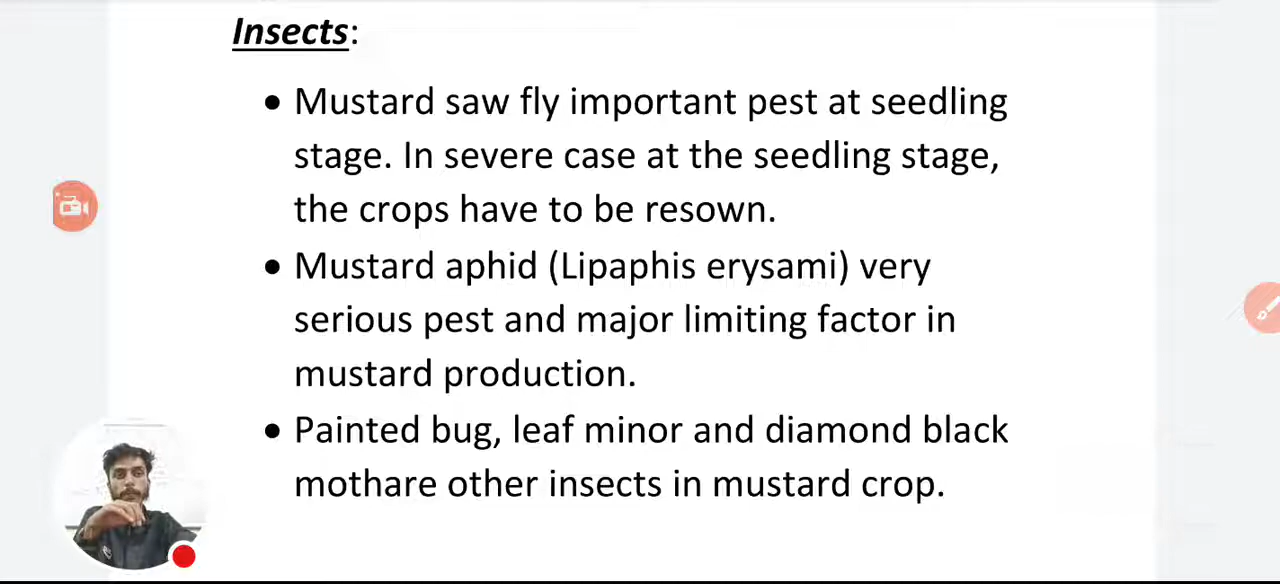 Insects:
• Mustard saw fly important pest at seedling
stage. In severe case at the seedling stage,
the crops have to be resown.
• Mustard aphid (Lipaphis erysami) very
serious pest and major limiting factor in
mustard production.
• Painted bug, leaf minor and diamond black
mothare other insects in mustard crop.